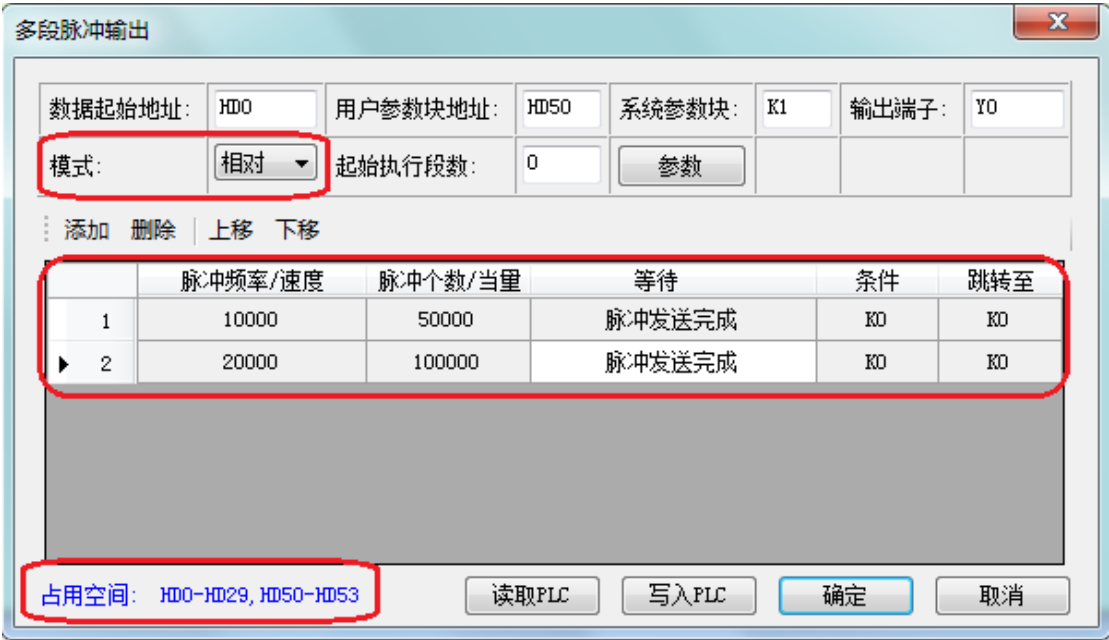 多段脉冲输出
数据起始地址: HD0 用户参数块地址: HD50 系统参数块: K1 输出端子: Y0
模式: 相对 起始执行段数: 0 参数
添加 删除 上移 下移
脉冲频率/速度 脉冲个数/当量 等待 条件 跳转至
1 10000 50000 脉冲发送完成 K0 K0
2 20000 100000 脉冲发送完成 K0 K0
占用空间: HD0-HD29,HD50-HD53 读取PLC 写入PLC 确定 取消